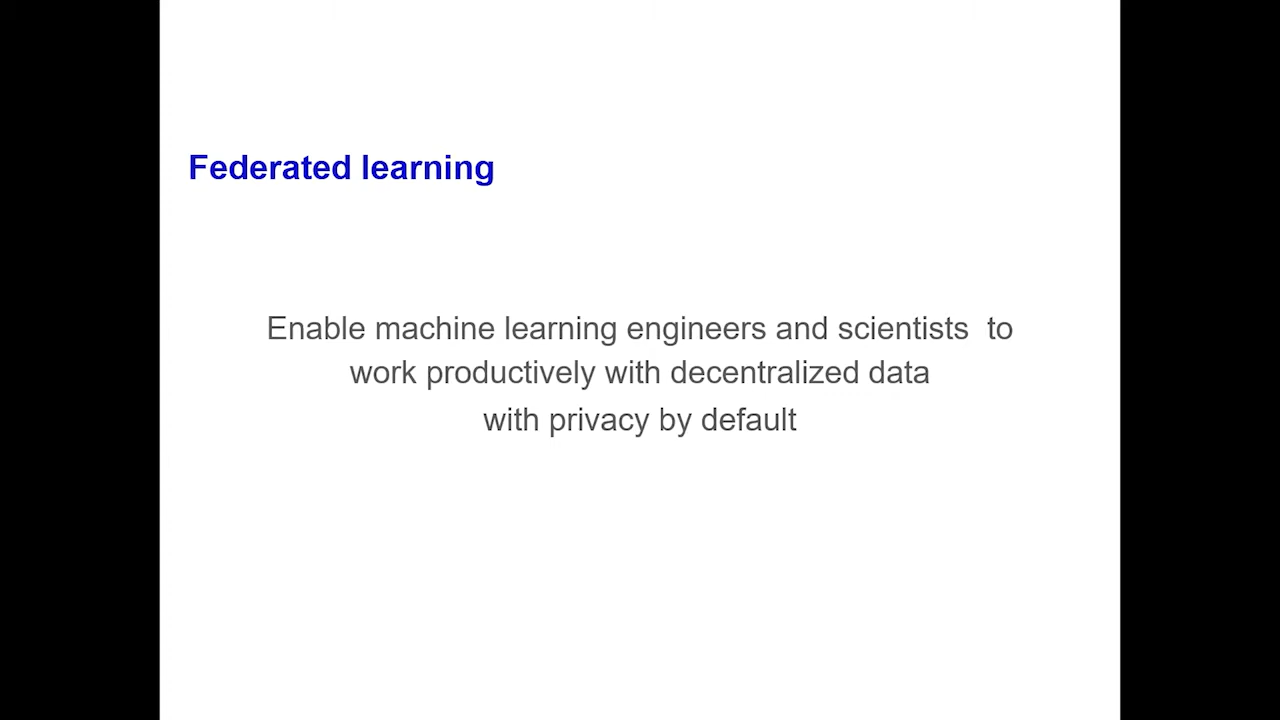 Federated learning
Enable machine learning engineers and scientists  to
work productively with decentralized data
with privacy by default